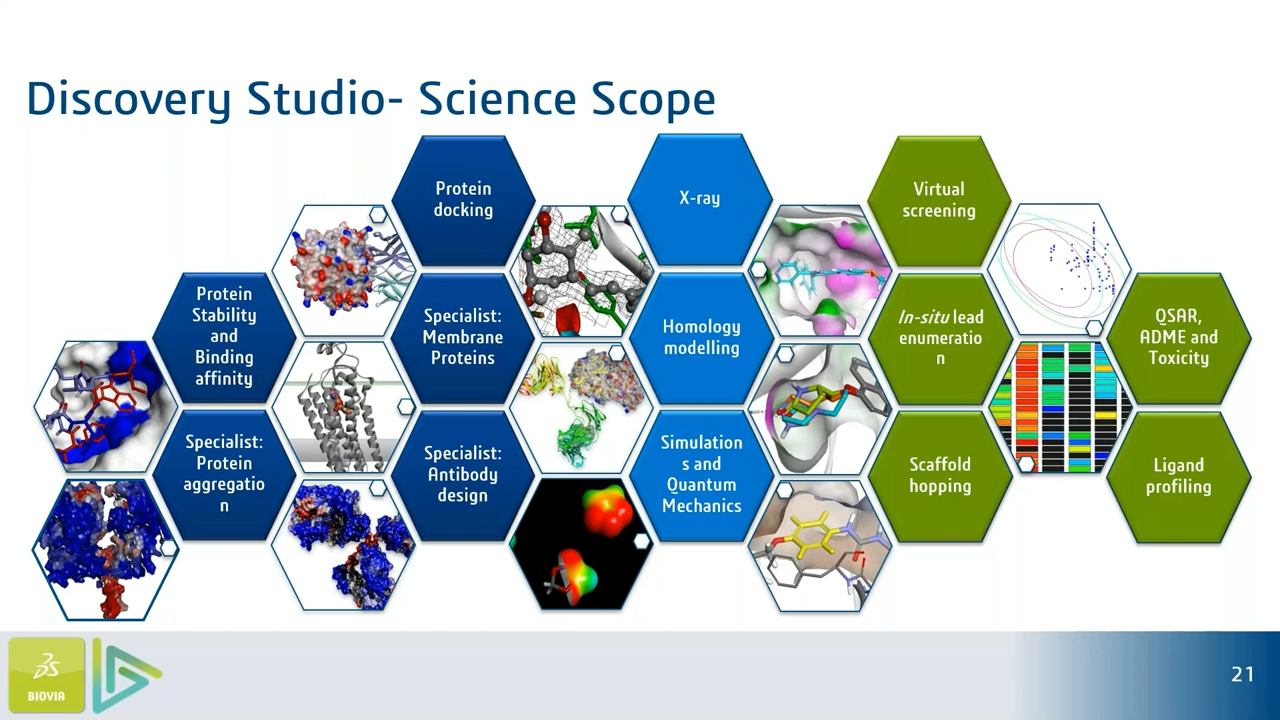 Discovery Studio- Science Scope
Protein
docking
X-ray
Virtual
screening
Protein
Stability
and
Binding
affinity
Specialist:
Membrane
Proteins
Homology
modelling
In-situ lead
enumeratio
n
QSAR,
ADME and
Toxicity
Specialist:
Protein
aggregatio
n
Specialist:
Antibody
design
Simulation
s and
Quantum
Mechanics
Scaffold
hopping
Ligand
profiling
3DS
BIOVIA
21